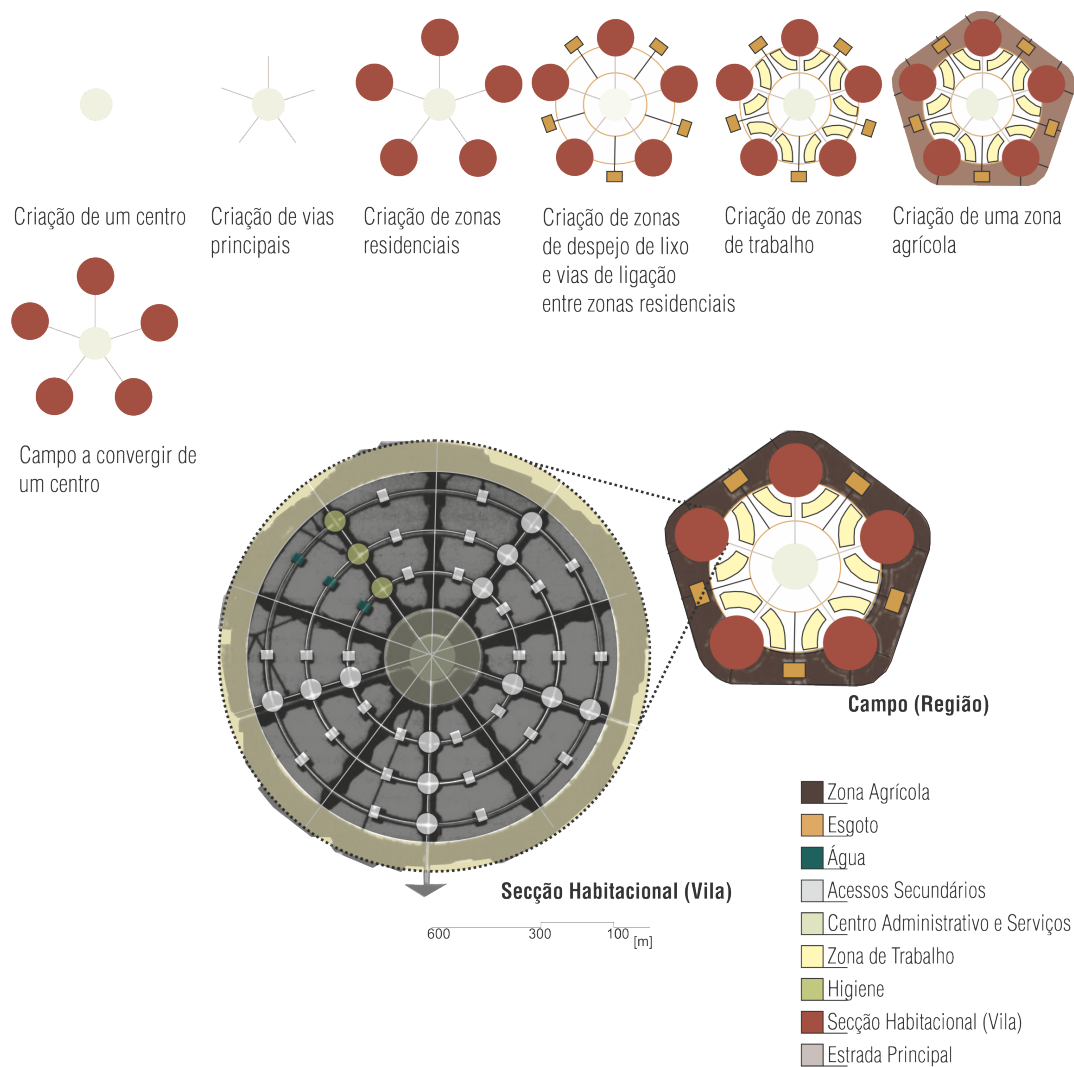 Criação de um centro
Criação de vias
principais
Criação de zonas
residenciais
Criação de zonas
de despejo de lixo
e vias de ligação
entre zonas residenciais
Criação de zonas
de trabalho
Criação de uma zona
agrícola
Campo a convergir de
um centro
Campo (Região)
Secção Habitacional (Vila)
600 300 100 [m]
Zona Agrícola
Esgoto
Água
Acessos Secundários
Centro Administrativo e Serviços
Zona de Trabalho
Higiene
Secção Habitacional (Vila)
Estrada Principal